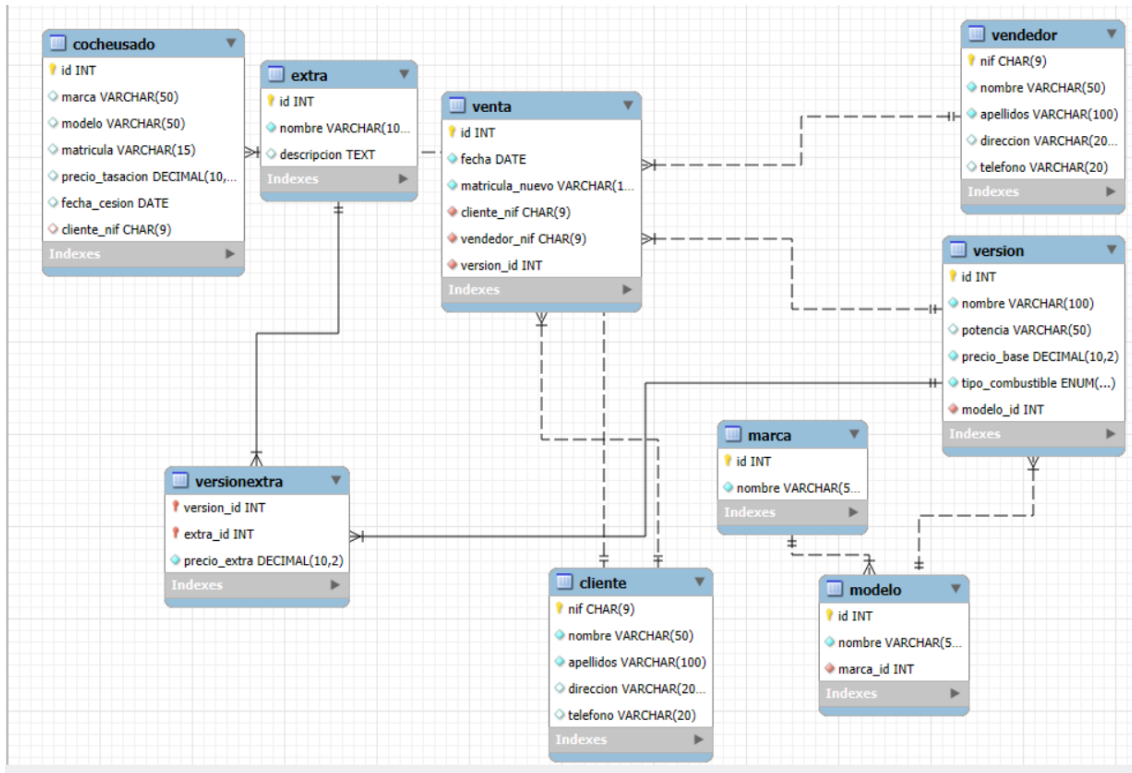 cocheusado
id INT
marca VARCHAR(50)
modelo VARCHAR(50)
matricula VARCHAR(15)
precio_tasacion DECIMAL(10,...
fecha_cesion DATE
cliente_nif CHAR(9)
Indexes
extra
id INT
nombre VARCHAR(10...
descripcion TEXT
Indexes
venta
id INT
fecha DATE
matricula_nuevo VARCHAR(1...
cliente_nif CHAR(9)
vendedor_nif CHAR(9)
version_id INT
Indexes
vendedor
nif CHAR(9)
nombre VARCHAR(50)
apellidos VARCHAR(100)
direccion VARCHAR(20...
telefono VARCHAR(20)
Indexes
version
id INT
nombre VARCHAR(100)
potencia VARCHAR(50)
precio_base DECIMAL(10,2)
tipo_combustible ENUM(...)
modelo_id INT
Indexes
versionextra
version_id INT
extra_id INT
precio_extra DECIMAL(10,2)
Indexes
marca
id INT
nombre VARCHAR(5...
Indexes
cliente
nif CHAR(9)
nombre VARCHAR(50)
apellidos VARCHAR(100)
direccion VARCHAR(20...
telefono VARCHAR(20)
Indexes
modelo
id INT
nombre VARCHAR(5...
marca_id INT
Indexes